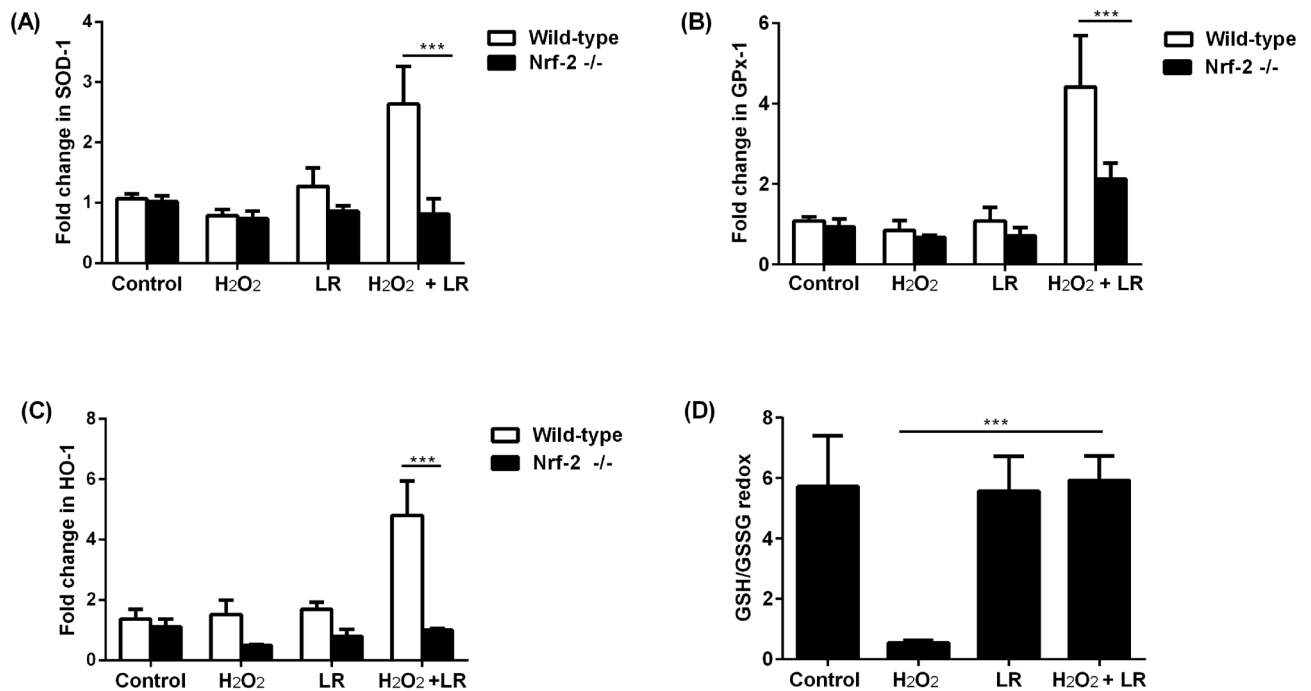 (A)
Fold change in SOD-1
4
3
2
1
0
***
Wild-type
Nrf-2 -/-
Control H2O2 LR H2O2 + LR
(B)
Fold change in GPx-1
6
4
2
0
***
Wild-type
Nrf-2 -/-
Control H2O2 LR H2O2 + LR
(C)
Fold change in HO-1
8
6
4
2
0
***
Wild-type
Nrf-2 -/-
Control H2O2 LR H2O2 +LR
(D)
GSH/GSSG redox
8
6
4
2
0
***
Control H2O2 LR H2O2 + LR